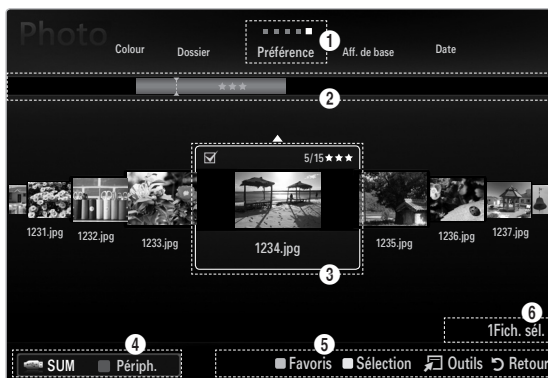 Photo
Colour Dossier Préférence Aff. de base Date
1
2
★★★
5/15★★★
1231.jpg 1232.jpg 1233.jpg 1234.jpg 1235.jpg 1236.jpg 1237.jpg
3
6
1Fich. sél.
4
5
SUM Périph.
Favoris Sélection Outils Retour